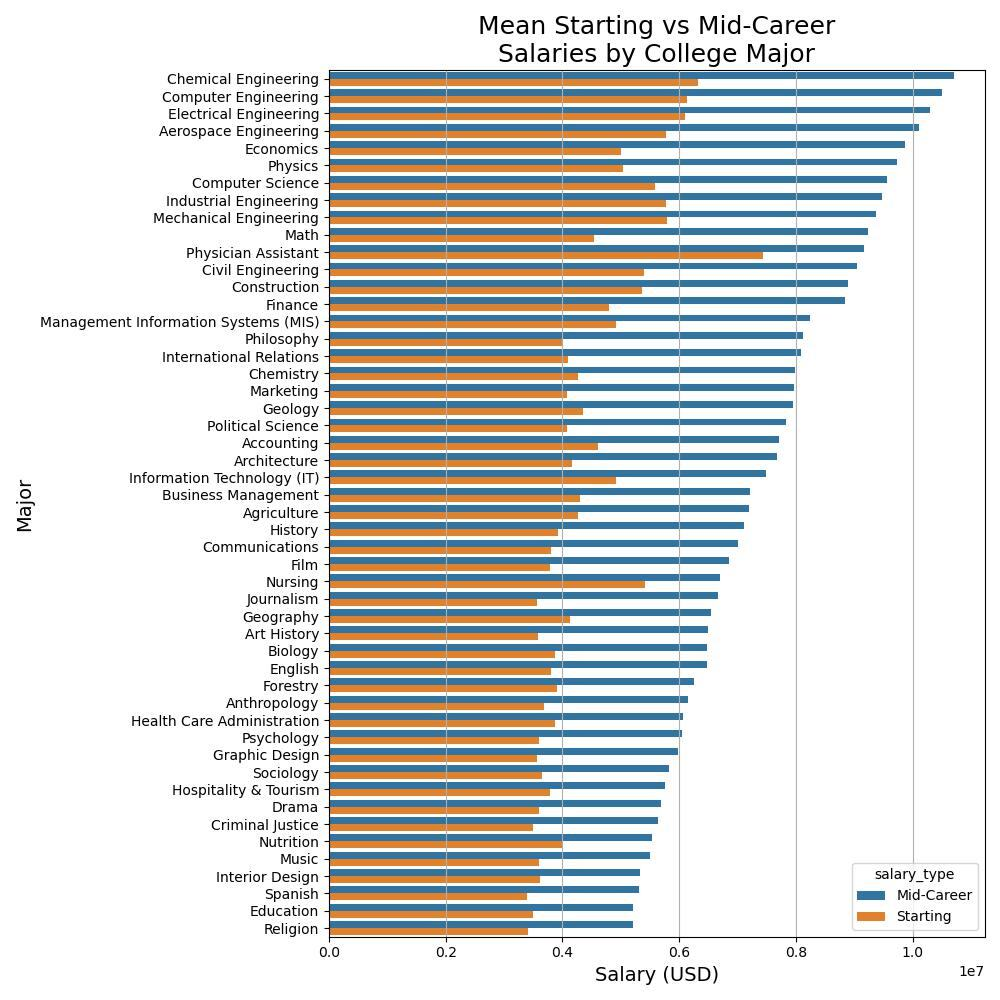 Mean Starting vs Mid-Career
Salaries by College Major
Major
Chemical Engineering
Computer Engineering
Electrical Engineering
Aerospace Engineering
Economics
Physics
Computer Science
Industrial Engineering
Mechanical Engineering
Math
Physician Assistant
Civil Engineering
Construction
Finance
Management Information Systems (MIS)
Philosophy
International Relations
Chemistry
Marketing
Geology
Political Science
Accounting
Architecture
Information Technology (IT)
Business Management
Agriculture
History
Communications
Film
Nursing
Journalism
Geography
Art History
Biology
English
Forestry
Anthropology
Health Care Administration
Psychology
Graphic Design
Sociology
Hospitality & Tourism
Drama
Criminal Justice
Nutrition
Music
Interior Design
Spanish
Education
Religion
salary_type
Mid-Career
Starting
0.0 0.2 0.4 0.6 0.8 1.0
1e7
Salary (USD)